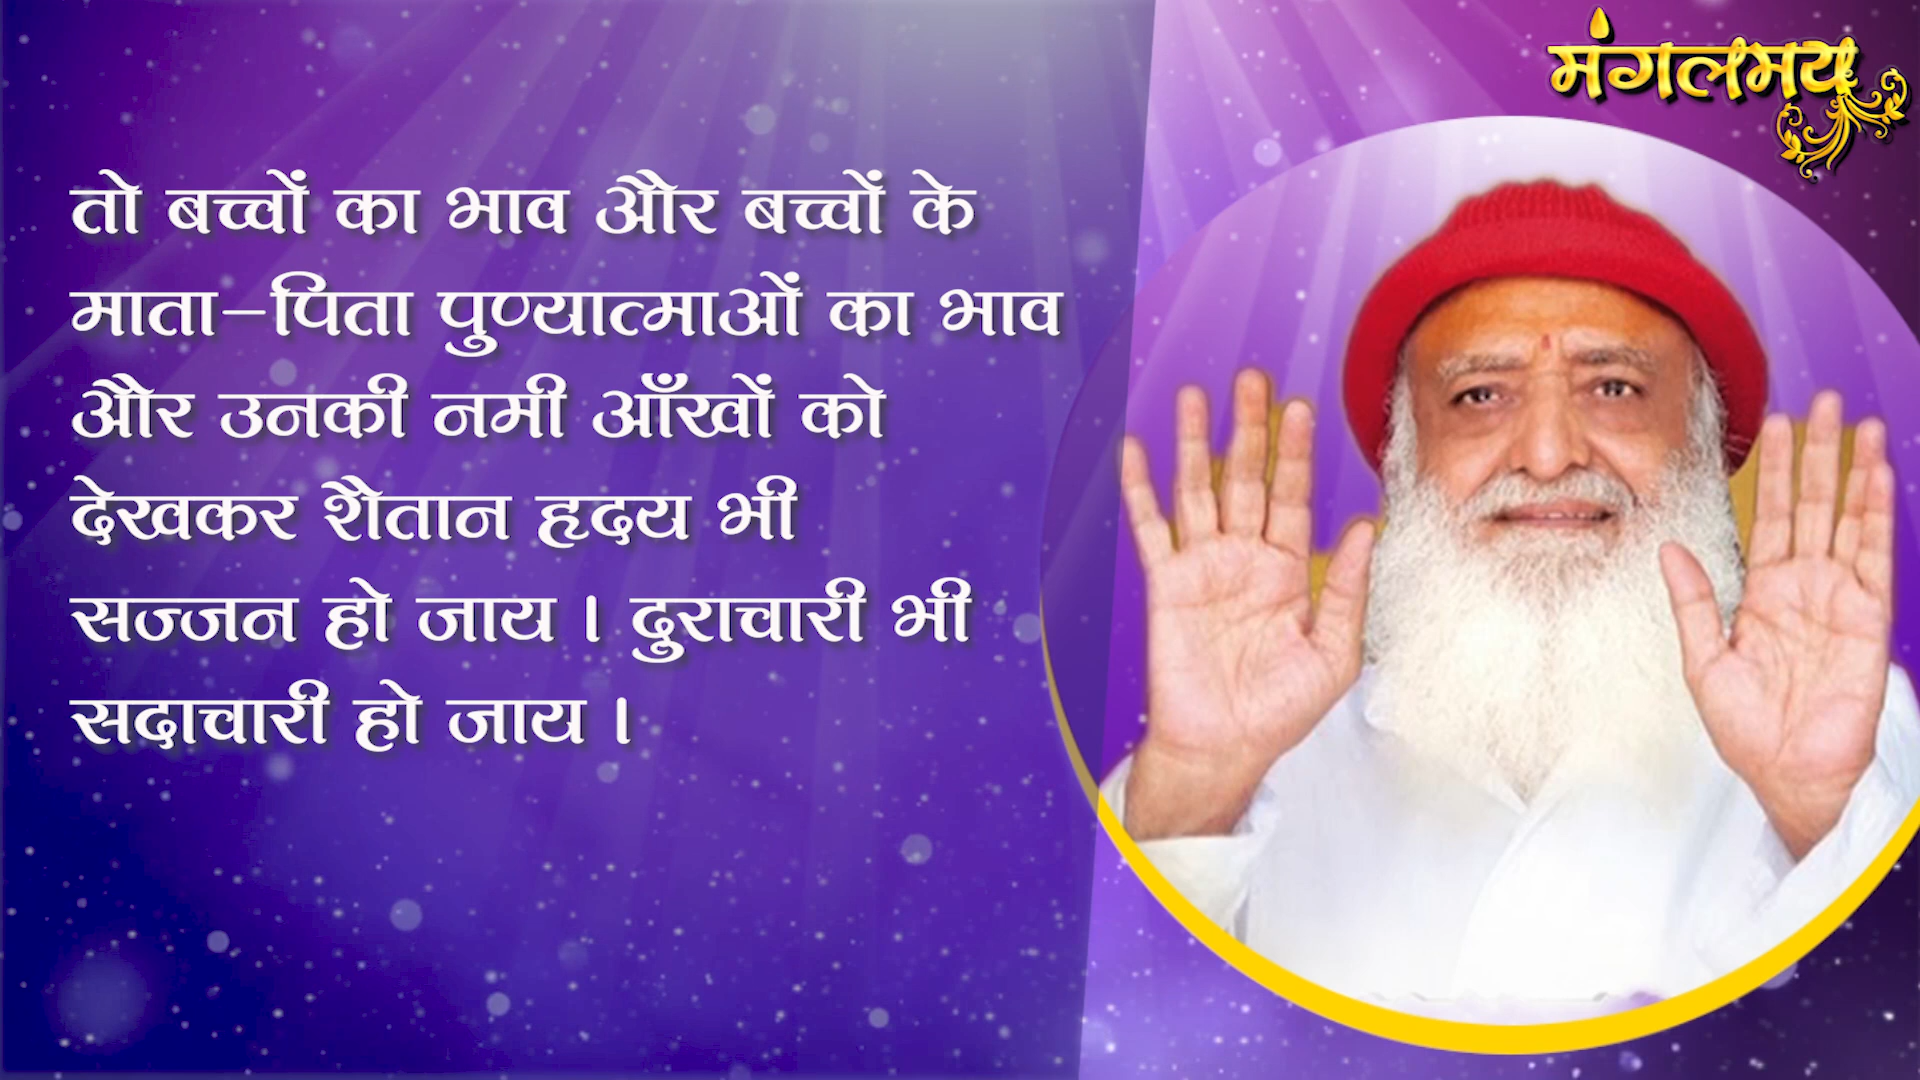 मंगलमय
तो बच्चों का भाव और बच्चों के
माता-पिता पुण्यात्माओं का भाव
और उनकी नमी आँखों को
देखकर शैतान हृदय भी
सज्जन हो जाय । दुराचारी भी
सदाचारी हो जाय ।